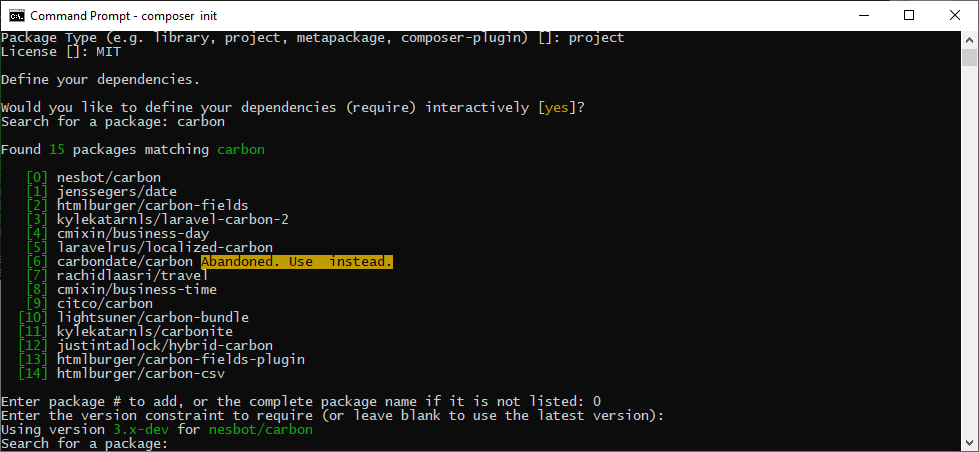 Command Prompt - composer init
Package Type (e.g. library, project, metapackage, composer-plugin) []: project
License []: MIT
Define your dependencies.
Would you like to define your dependencies (require) interactively [yes]?
Search for a package: carbon
Found 15 packages matching carbon
[0] nesbot/carbon
[1] jenssegers/date
[2] htmlburger/carbon-fields
[3] kylekatarnls/laravel-carbon-2
[4] cmixin/business-day
[5] laravelrus/localized-carbon
[6] carbondate/carbon Abandoned. Use  instead.
[7] rachidlaasri/travel
[8] cmixin/business-time
[9] citco/carbon
[10] lightsuner/carbon-bundle
[11] kylekatarnls/carbonite
[12] justintadlock/hybrid-carbon
[13] htmlburger/carbon-fields-plugin
[14] htmlburger/carbon-csv
Enter package # to add, or the complete package name if it is not listed: 0
Enter the version constraint to require (or leave blank to use the latest version):
Using version 3.x-dev for nesbot/carbon
Search for a package: